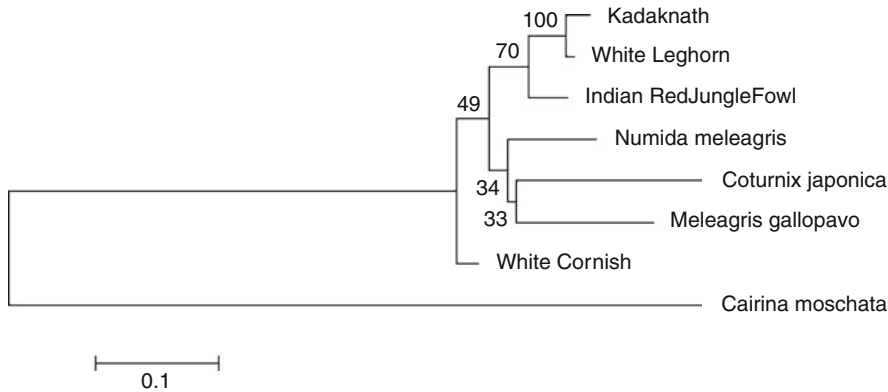 100
Kadaknath
70
White Leghorn
Indian RedJungleFowl
49
Numida meleagris
34
Coturnix japonica
33
Meleagris gallopavo
White Cornish
Cairina moschata
0.1